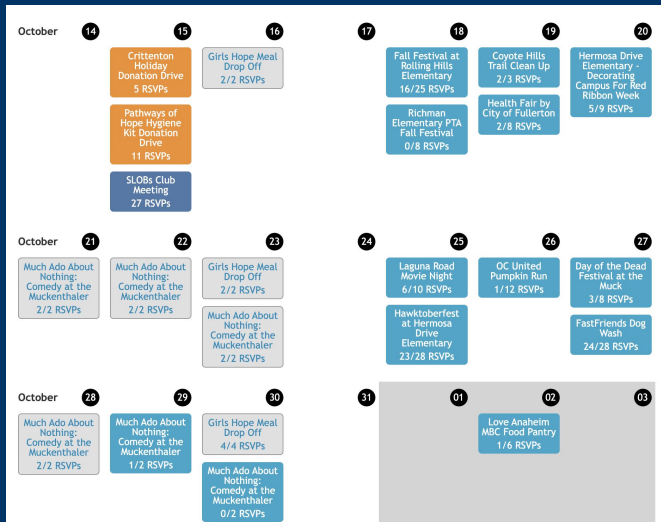 October 14 15 16 17 18 19 20
Crittenton
Holiday
Donation Drive
5 RSVPs
Pathways of
Hope Hygiene
Kit Donation
Drive
11 RSVPs
SLOBs Club
Meeting
27 RSVPs
Girls Hope Meal
Drop Off
2/2 RSVPs
Fall Festival at
Rolling Hills
Elementary
16/25 RSVPs
Richman
Elementary PTA
Fall Festival
0/8 RSVPs
Coyote Hills
Trail Clean Up
2/3 RSVPs
Health Fair by
City of Fullerton
2/8 RSVPs
Hermosa Drive
Elementary -
Decorating
Campus For Red
Ribbon Week
5/9 RSVPs
October 21 22 23 24 25 26 27
Much Ado About
Nothing:
Comedy at the
Muckenthaler
2/2 RSVPs
Much Ado About
Nothing:
Comedy at the
Muckenthaler
2/2 RSVPs
Girls Hope Meal
Drop Off
2/2 RSVPs
Much Ado About
Nothing:
Comedy at the
Muckenthaler
2/2 RSVPs
Laguna Road
Movie Night
6/10 RSVPs
Hawktoberfest
at Hermosa
Drive
Elementary
23/28 RSVPs
OC United
Pumpkin Run
1/12 RSVPs
Day of the Dead
Festival at the
Muck
3/8 RSVPs
FastFriends Dog
Wash
24/28 RSVPs
October 28 29 30 31 01 02 03
Much Ado About
Nothing:
Comedy at the
Muckenthaler
2/2 RSVPs
Much Ado About
Nothing:
Comedy at the
Muckenthaler
1/2 RSVPs
Girls Hope Meal
Drop Off
4/4 RSVPs
Much Ado About
Nothing:
Comedy at the
Muckenthaler
0/2 RSVPs
Love Anaheim
MBC Food Pantry
1/6 RSVPs